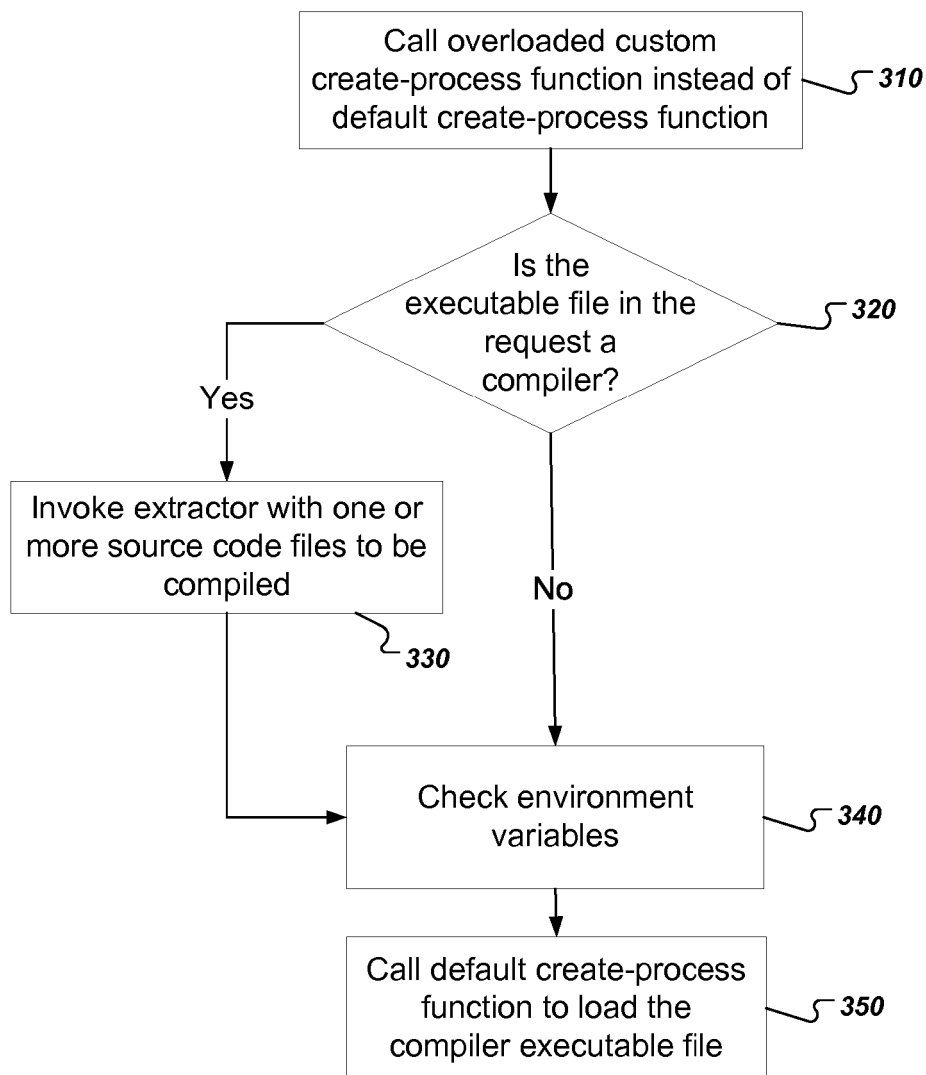 Call overloaded custom
create-process function instead of
default create-process function
310
Is the
executable file in the
request a
compiler?
320
Yes
Invoke extractor with one or
more source code files to be
compiled
330
No
Check environment
variables
340
Call default create-process
function to load the
compiler executable file
350